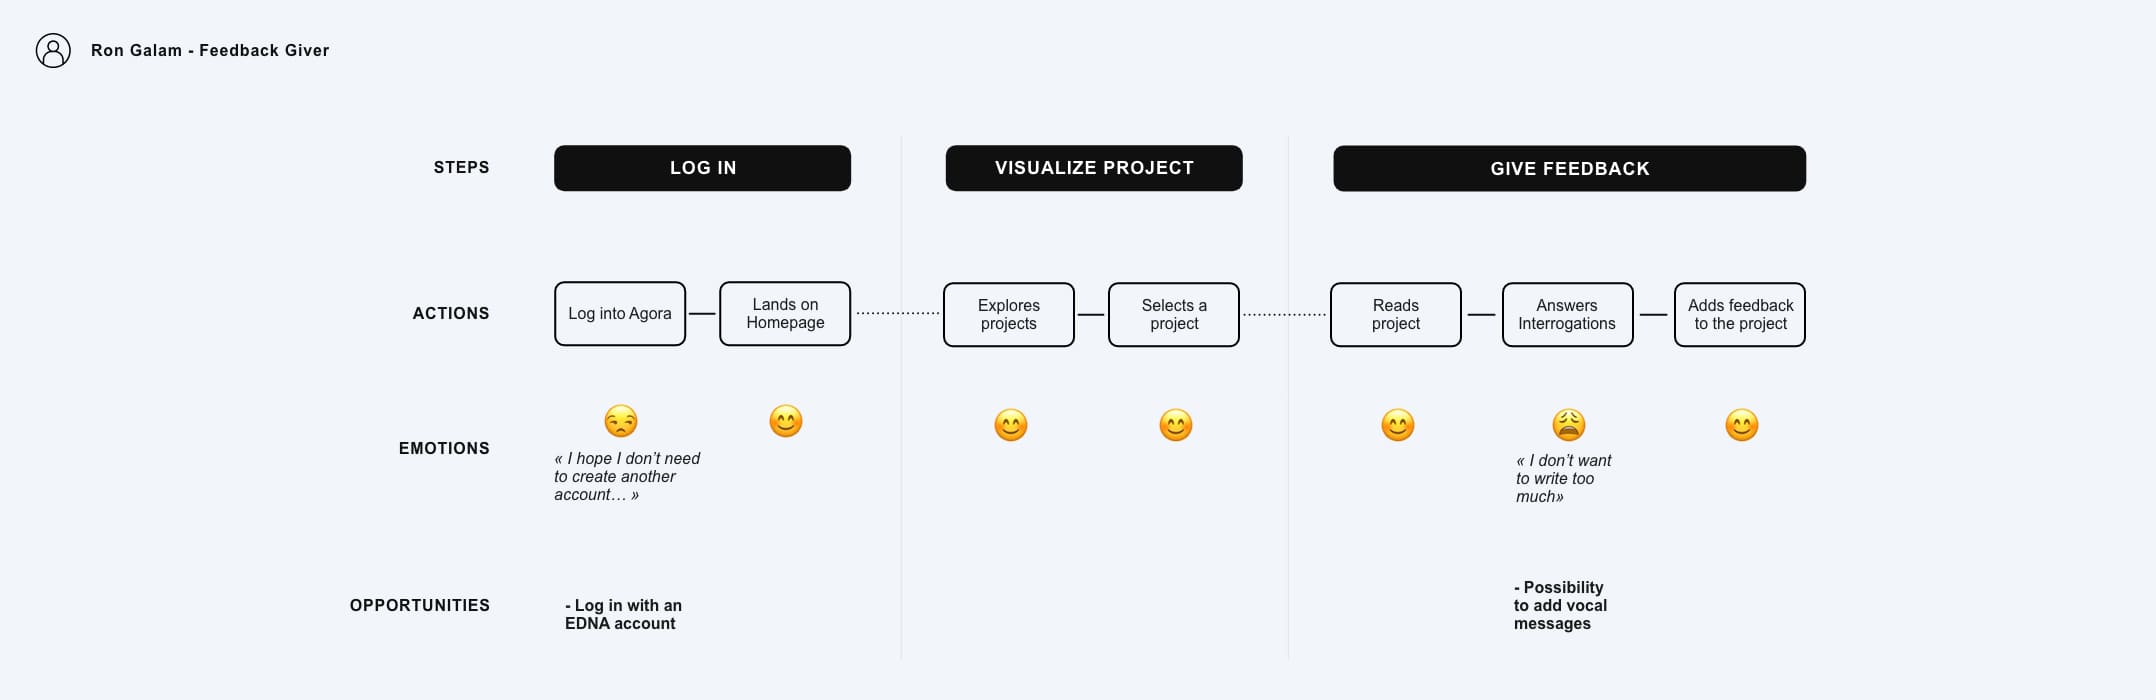 Ron Galam - Feedback Giver
STEPS
LOG IN
VISUALIZE PROJECT
GIVE FEEDBACK
ACTIONS
Log into Agora
Lands on
Homepage
Explores
projects
Selects a
project
Reads
project
Answers
Interrogations
Adds feedback
to the project
EMOTIONS
« I hope I don’t need
to create another
account… »
« I don’t want
to write too
much»
OPPORTUNITIES
- Log in with an
EDNA account
- Possibility
to add vocal
messages